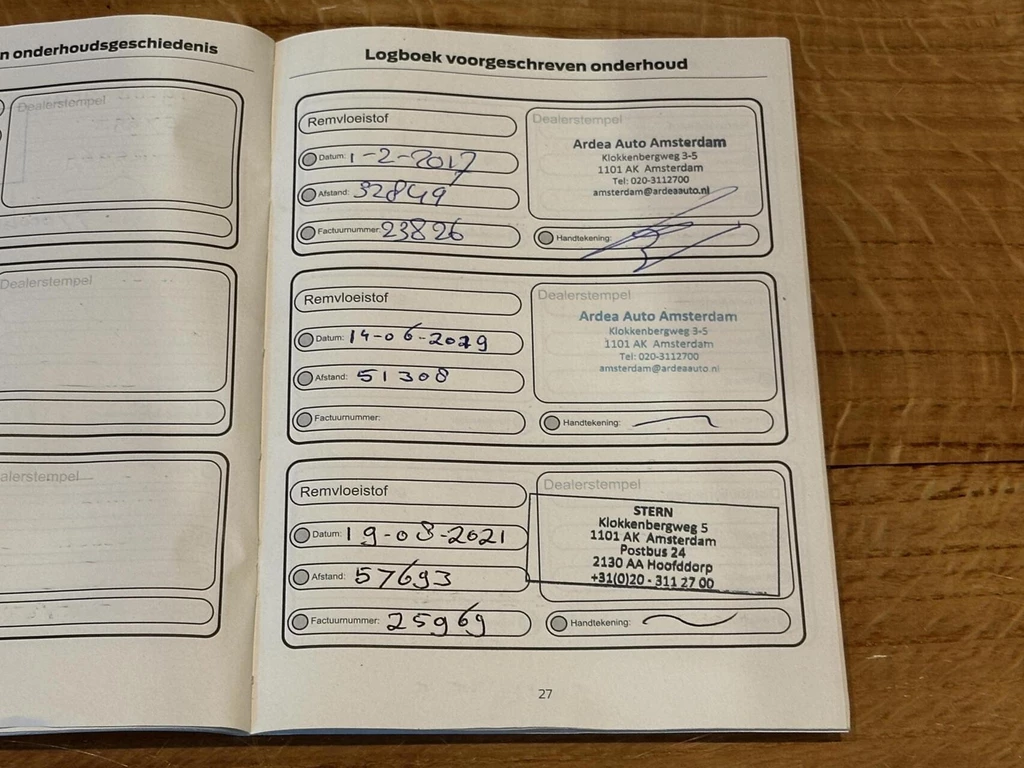 n onderhoudsgeschiedenis
Dealerstempel
Dealerstempel
alerstempel
Logboek voorgeschreven onderhoud
Remvloeistof
Datum: 1-2-2017
Afstand: 32849
Factuurnummer: 23826
Dealerstempel
Ardea Auto Amsterdam
Klokkenbergweg 3-5
1101 AK Amsterdam
Tel: 020-3112700
amsterdam@ardeaauto.nl
Handtekening:
Remvloeistof
Datum: 14-06-2019
Afstand: 51308
Factuurnummer:
Dealerstempel
Ardea Auto Amsterdam
Klokkenbergweg 3-5
1101 AK Amsterdam
Tel: 020-3112700
amsterdam@ardeaauto.nl
Handtekening:
Remvloeistof
Datum: 19-08-2021
Afstand: 57693
Factuurnummer: 25969
Dealerstempel
STERN
Klokkenbergweg 5
1101 AK Amsterdam
Postbus 24
2130 AA Hoofddorp
+31(0)20 - 311 27 00
Handtekening:
27